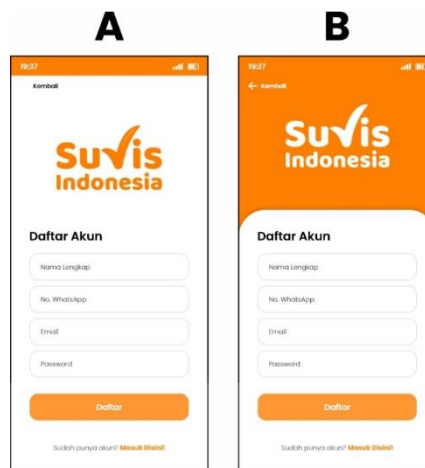 A
B
19:37
Kembali
Suvis
Indonesia
Daftar Akun
Nama Lengkap
No. WhatsApp
Email
Password
Daftar
Sudah punya akun? Masuk Disini!
19:37
← Kembali
Suvis
Indonesia
Daftar Akun
Nama Lengkap
No. WhatsApp
Email
Password
Daftar
Sudah punya akun? Masuk Disini!